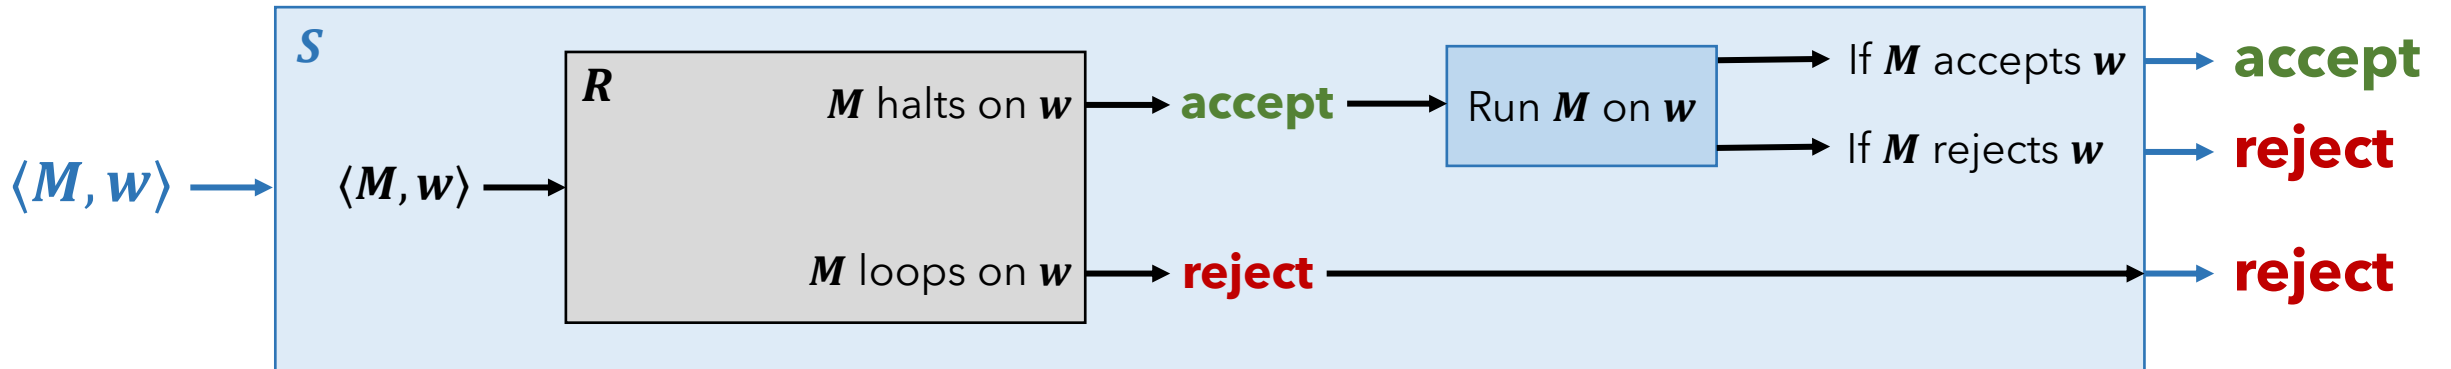 S
R
M halts on w
accept
Run M on w
If M accepts w
accept
If M rejects w
reject
⟨M, w⟩
⟨M, w⟩
M loops on w
reject
reject